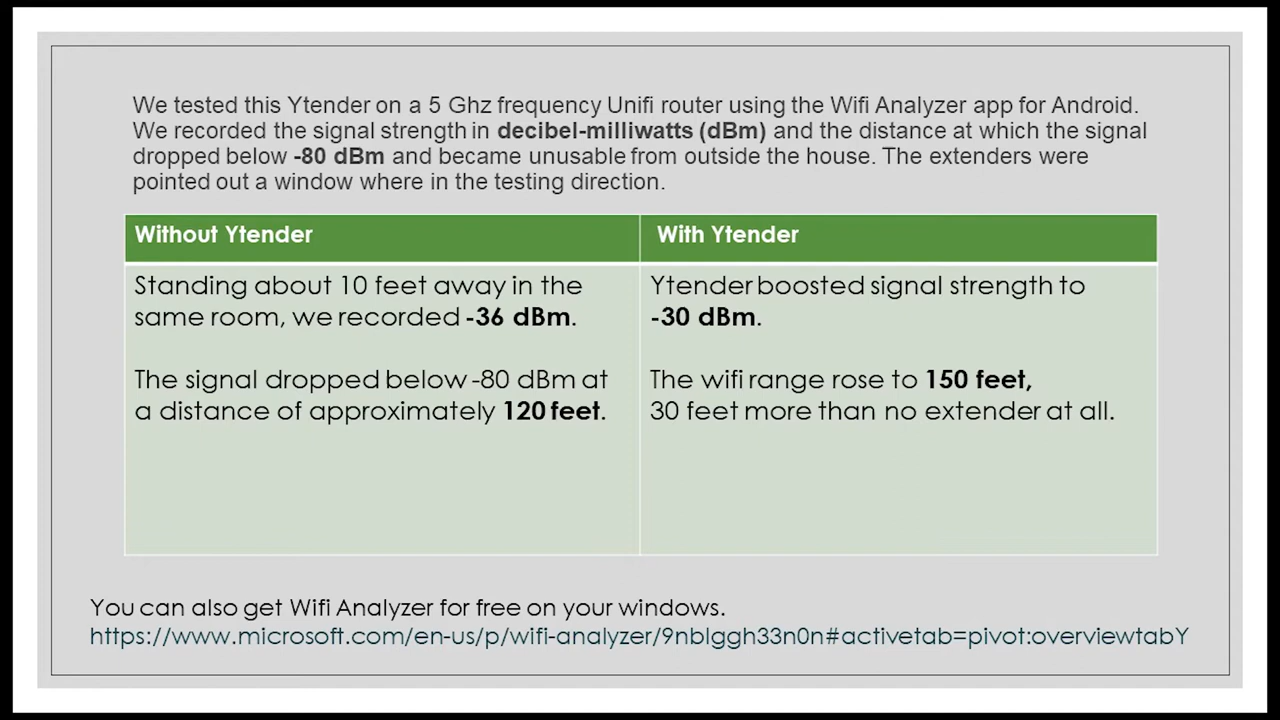 We tested this Ytender on a 5 Ghz frequency Unifi router using the Wifi Analyzer app for Android.
We recorded the signal strength in decibel-milliwatts (dBm) and the distance at which the signal
dropped below -80 dBm and became unusable from outside the house. The extenders were
pointed out a window where in the testing direction.
Without Ytender
With Ytender
Standing about 10 feet away in the
same room, we recorded -36 dBm.
The signal dropped below -80 dBm at
a distance of approximately 120 feet.
Ytender boosted signal strength to
-30 dBm.
The wifi range rose to 150 feet,
30 feet more than no extender at all.
You can also get Wifi Analyzer for free on your windows.
https://www.microsoft.com/en-us/p/wifi-analyzer/9nblggh33n0n#activetab=pivot:overviewtabY